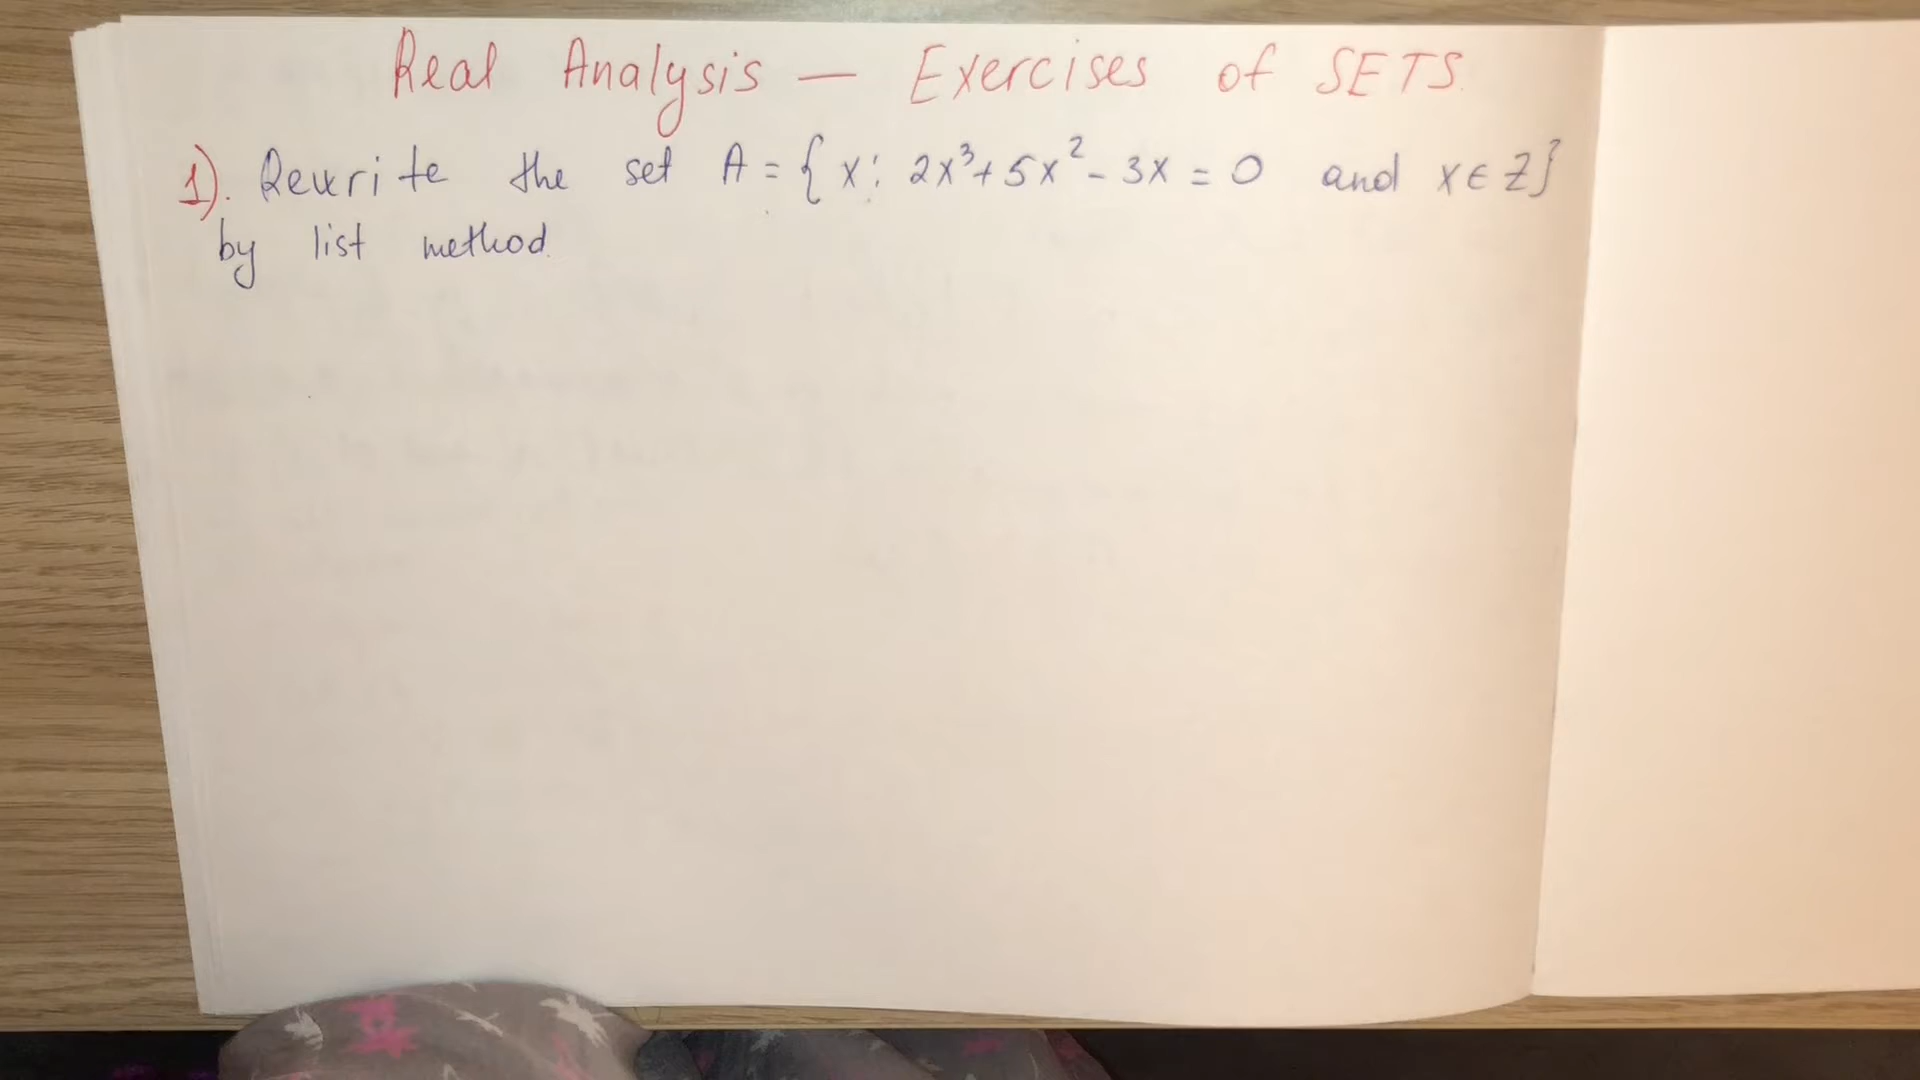 Real Analysis — Exercises of SETS.
1). Rewrite the set A = { x : 2x³ + 5x² - 3x = 0 and x ∈ Z}
by list method.